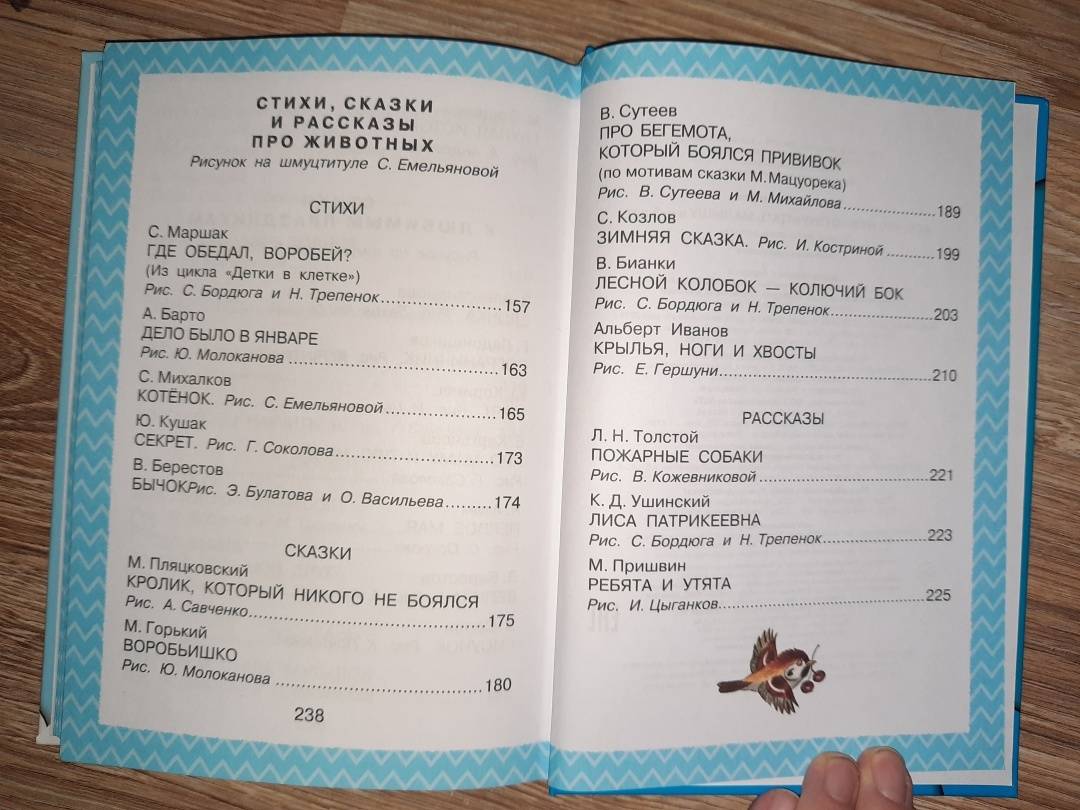 СТИХИ, СКАЗКИ
И РАССКАЗЫ
ПРО ЖИВОТНЫХ
Рисунок на шмуцтитуле С. Емельяновой
СТИХИ
С. Маршак
ГДЕ ОБЕДАЛ, ВОРОБЕЙ?
(Из цикла «Детки в клетке»)
Рис. С. Бордюга и Н. Трепенок....................157
А. Барто
ДЕЛО БЫЛО В ЯНВАРЕ
Рис. Ю. Молоканова..............................163
С. Михалков
КОТЁНОК. Рис. С. Емельяновой................165
Ю. Кушак
СЕКРЕТ. Рис. Г. Соколова.......................173
В. Берестов
БЫЧОКРис. Э. Булатова и О. Васильева.......174
СКАЗКИ
М. Пляцковский
КРОЛИК, КОТОРЫЙ НИКОГО НЕ БОЯЛСЯ
Рис. А. Савченко..................................175
М. Горький
ВОРОБЬИШКО
Рис. Ю. Молоканова..............................180
238
В. Сутеев
ПРО БЕГЕМОТА,
КОТОРЫЙ БОЯЛСЯ ПРИВИВОК
(по мотивам сказки М.Мацоурека)
Рис. В. Сутеева и М. Михайлова..............189
С. Козлов
ЗИМНЯЯ СКАЗКА. Рис. И. Костриной........199
В. Бианки
ЛЕСНОЙ КОЛОБОК — КОЛЮЧИЙ БОК
Рис. С. Бордюга и Н. Трепенок................203
Альберт Иванов
КРЫЛЬЯ, НОГИ И ХВОСТЫ
Рис. Е. Гершуни..................................210
РАССКАЗЫ
Л. Н. Толстой
ПОЖАРНЫЕ СОБАКИ
Рис. В. Кожевниковой...........................221
К. Д. Ушинский
ЛИСА ПАТРИКЕЕВНА
Рис. С. Бордюга и Н. Трепенок................223
М. Пришвин
РЕБЯТА И УТЯТА
Рис. И. Цыганков.................................225